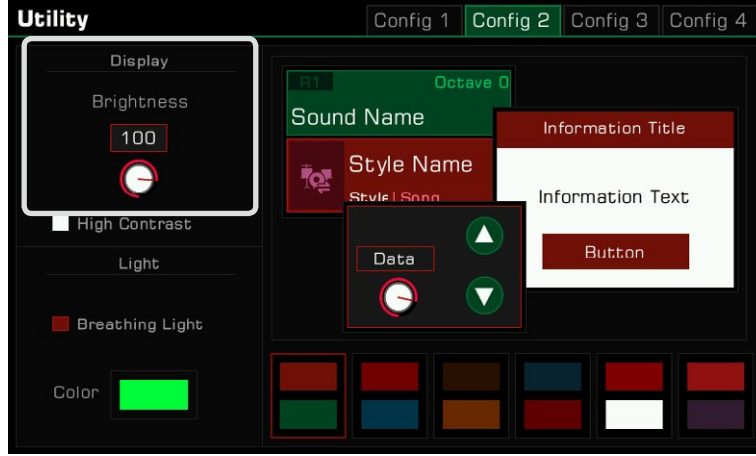 Utility
Config 1
Config 2
Config 3
Config 4
Display
Brightness
100
High Contrast
Light
Breathing Light
Color
R1
Octave 0
Sound Name
Style Name
Style | Song
Information Title
Information Text
Button
Data